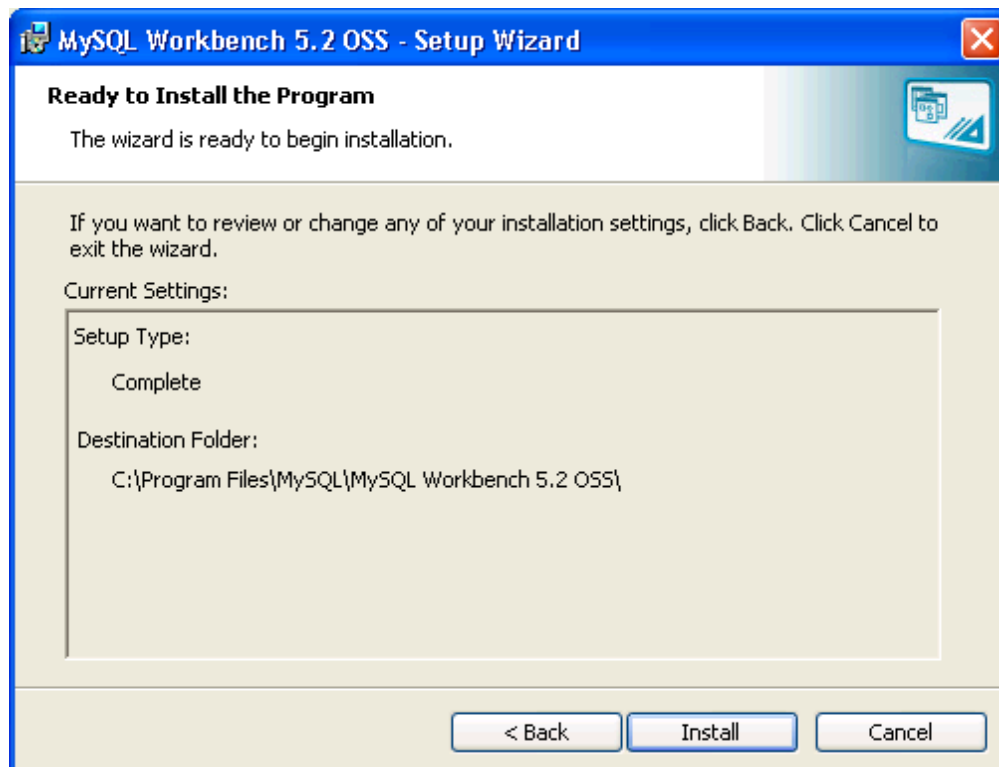 MySQL Workbench 5.2 OSS - Setup Wizard
Ready to Install the Program
The wizard is ready to begin installation.
If you want to review or change any of your installation settings, click Back. Click Cancel to
exit the wizard.
Current Settings:
Setup Type:
Complete
Destination Folder:
C:\Program Files\MySQL\MySQL Workbench 5.2 OSS\
< Back
Install
Cancel